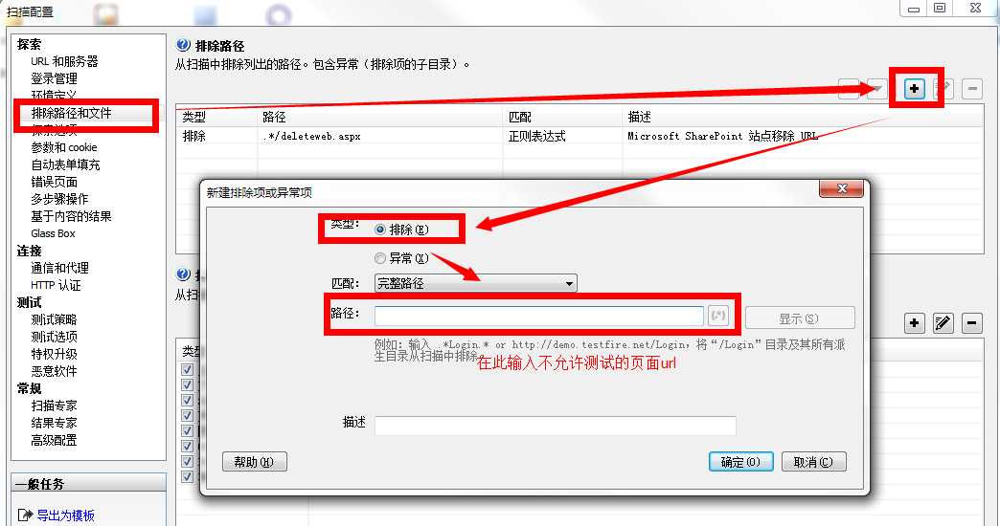 扫描配置
探索
URL 和服务器
登录管理
环境定义
排除路径和文件
探索选项
参数和 cookie
自动表单填充
错误页面
多步骤操作
基于内容的结果
Glass Box
连接
通信和代理
HTTP 认证
测试
测试策略
测试选项
特权升级
恶意软件
常规
扫描专家
结果专家
高级配置
一般任务
导出为模板
排除路径
从扫描中排除列出的路径。包含异常（排除项的子目录）。
类型 路径 匹配 描述
排除 .*/deleteweb.aspx 正则表达式 Microsoft SharePoint 站点移除 URL
从扫
类型
新建排除项或异常项
类型：
排除(E)
异常(X)
匹配： 完整路径
路径： (.*) 显示(S)
例如：输入 .*Login.* or http://demo.testfire.net/Login，将“/Login”目录及其所有派
生目录从扫描中排除。
在此输入不允许测试的页面url
描述
帮助(H) 确定(O) 取消(C)